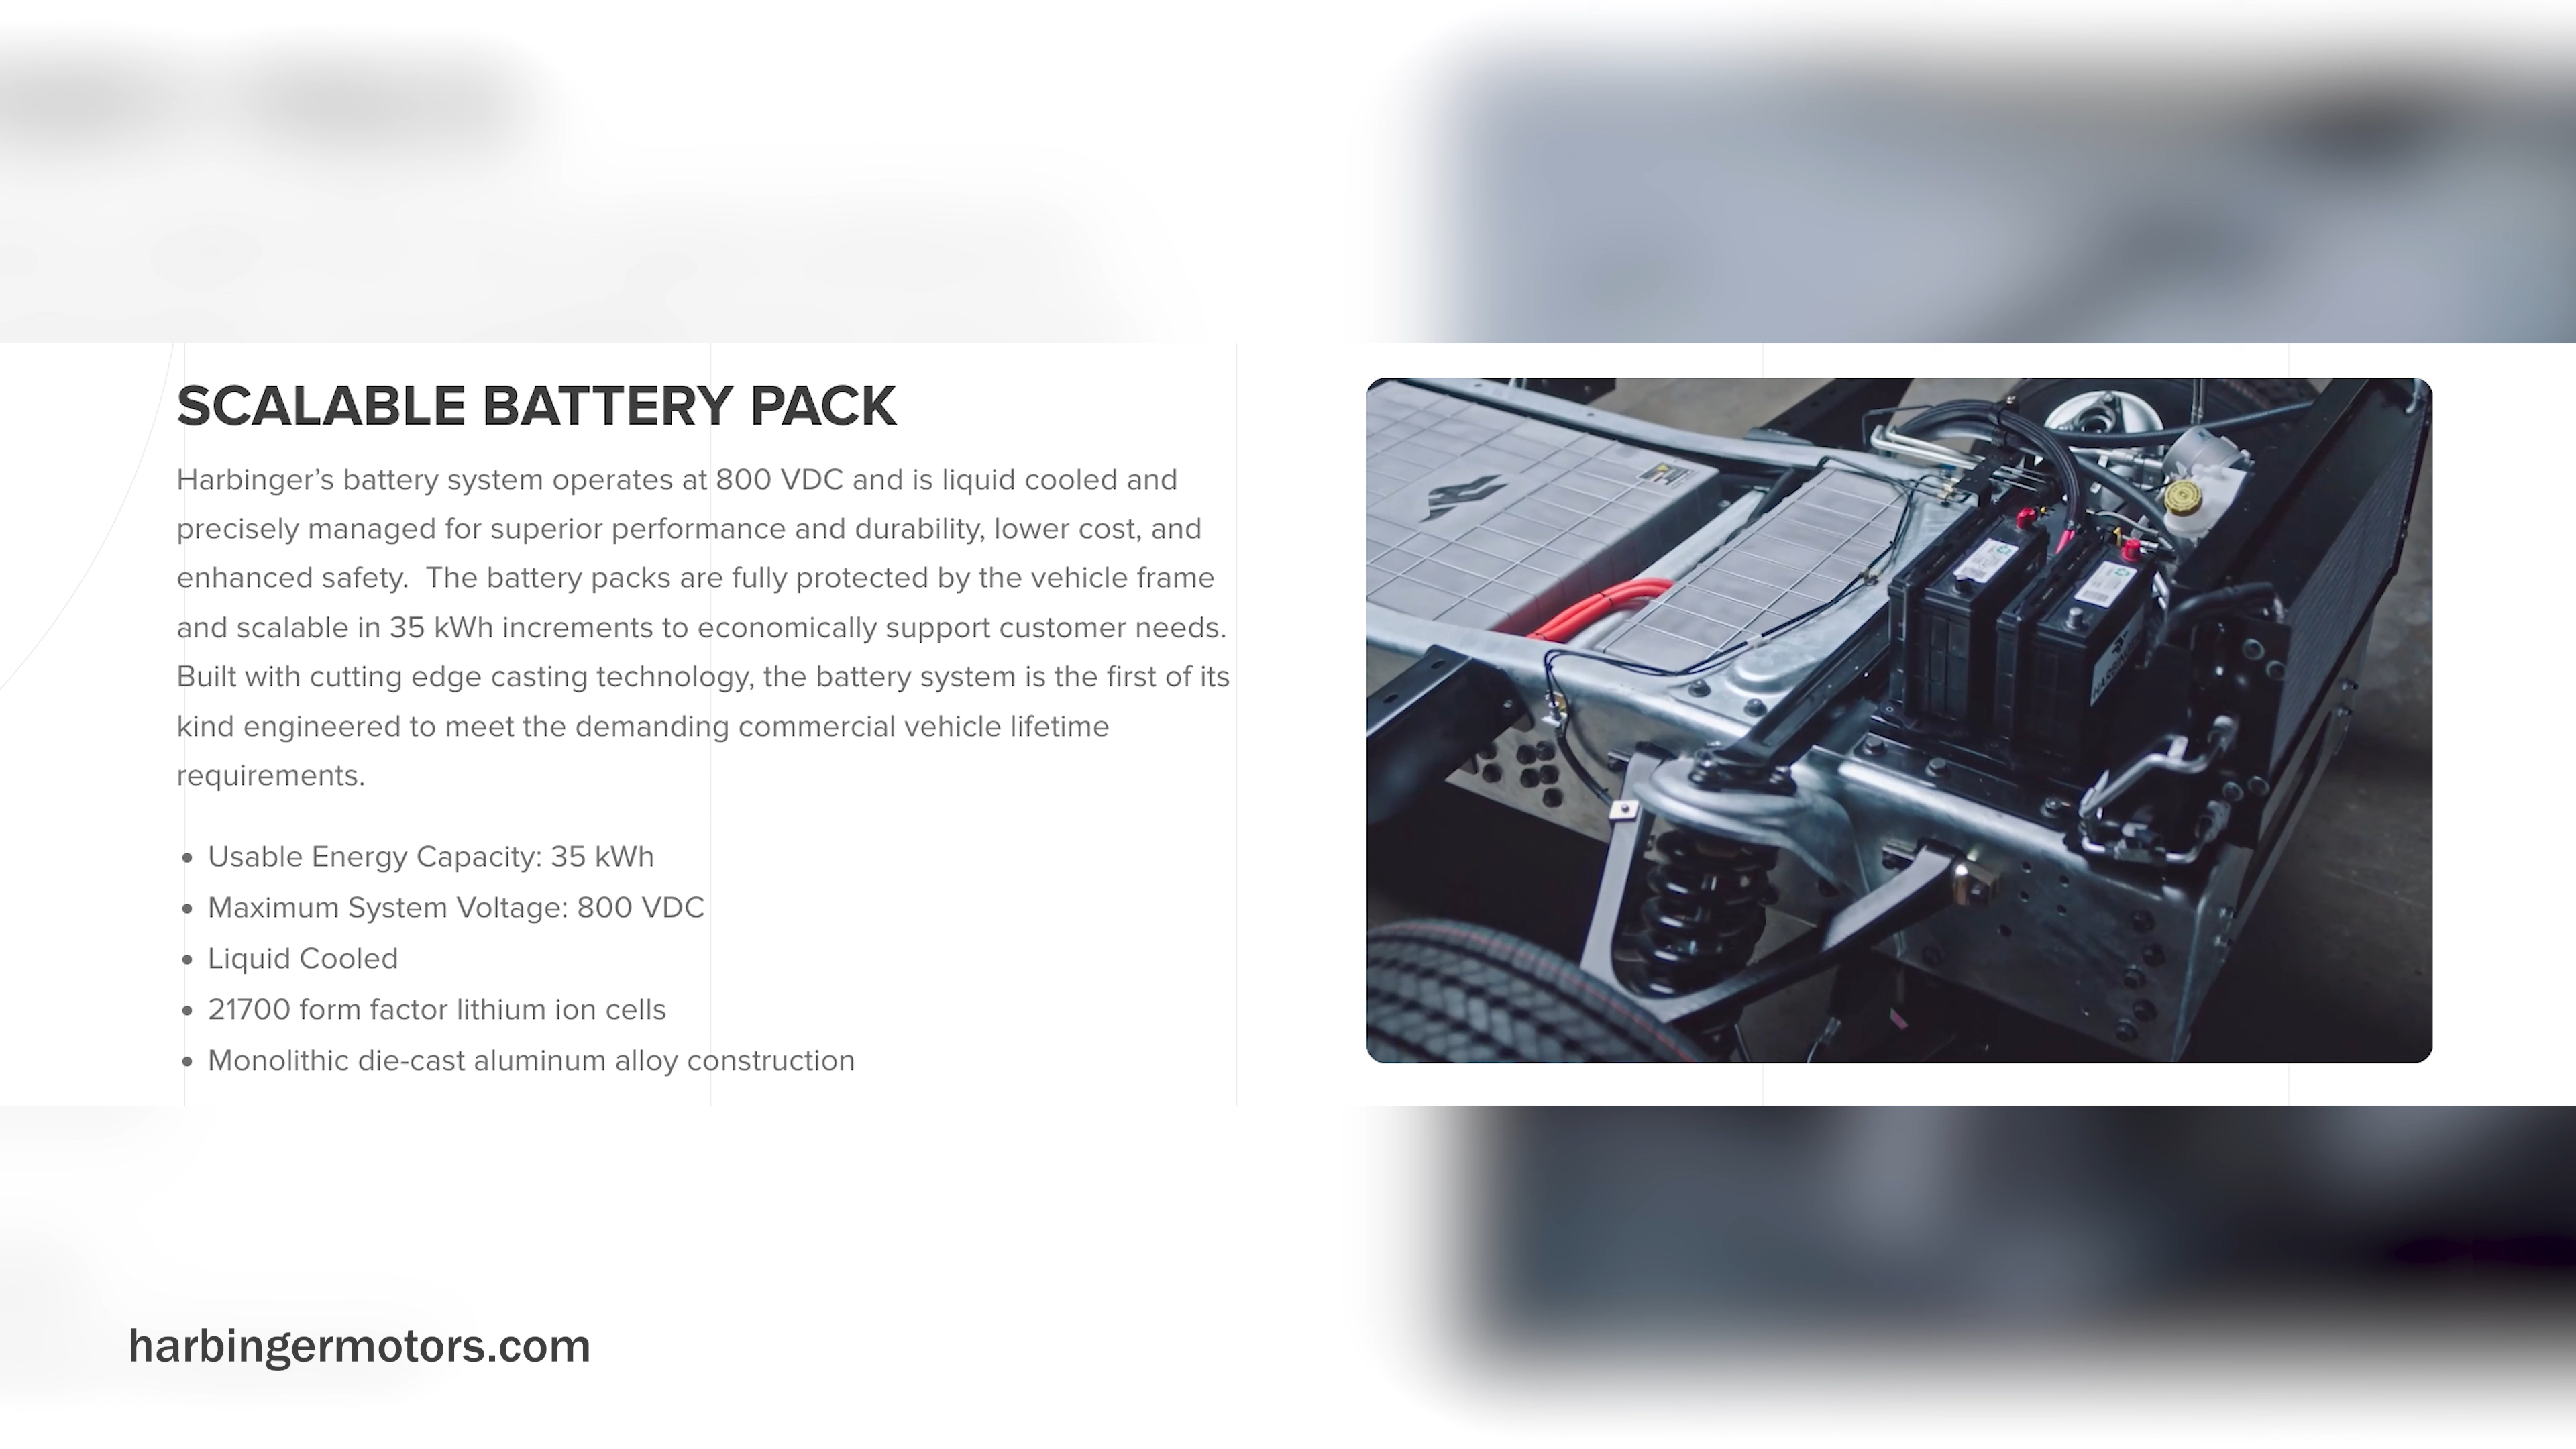 SCALABLE BATTERY PACK
Harbinger’s battery system operates at 800 VDC and is liquid cooled and
precisely managed for superior performance and durability, lower cost, and
enhanced safety.  The battery packs are fully protected by the vehicle frame
and scalable in 35 kWh increments to economically support customer needs.
Built with cutting edge casting technology, the battery system is the first of its
kind engineered to meet the demanding commercial vehicle lifetime
requirements.
• Usable Energy Capacity: 35 kWh
• Maximum System Voltage: 800 VDC
• Liquid Cooled
• 21700 form factor lithium ion cells
• Monolithic die-cast aluminum alloy construction
harbingermotors.com